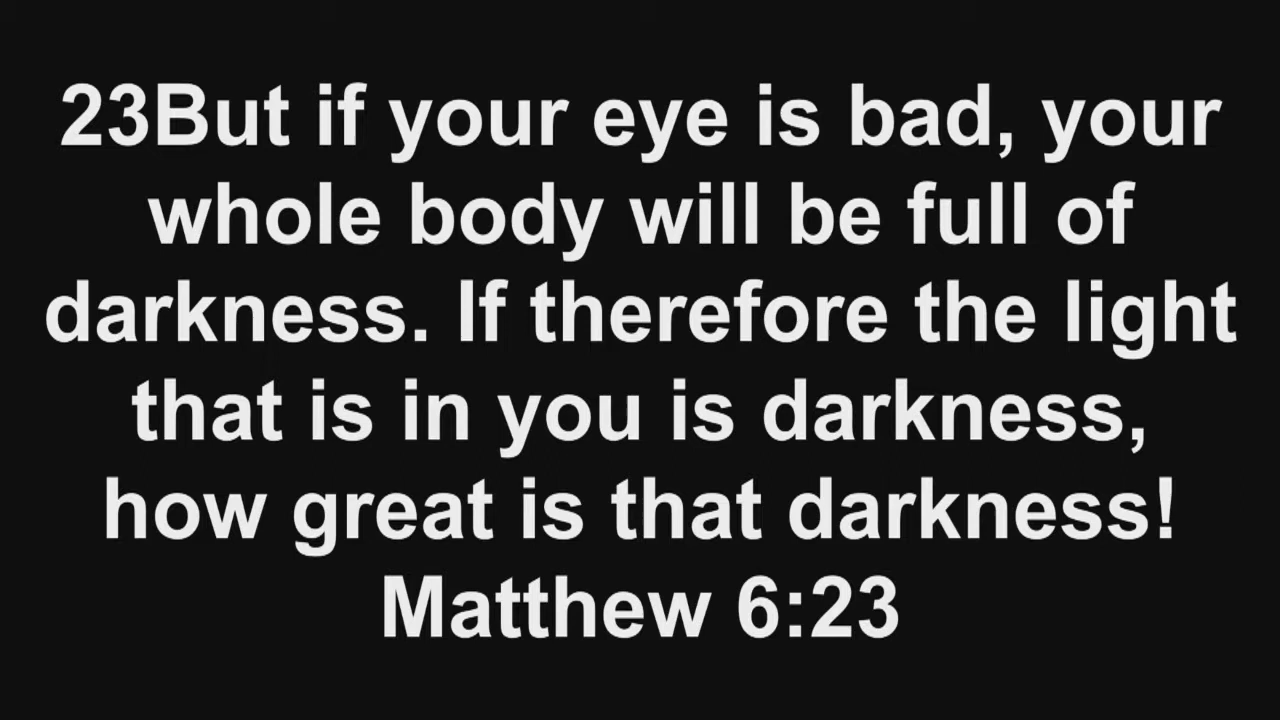 23But if your eye is bad, your
whole body will be full of
darkness. If therefore the light
that is in you is darkness,
how great is that darkness!
Matthew 6:23